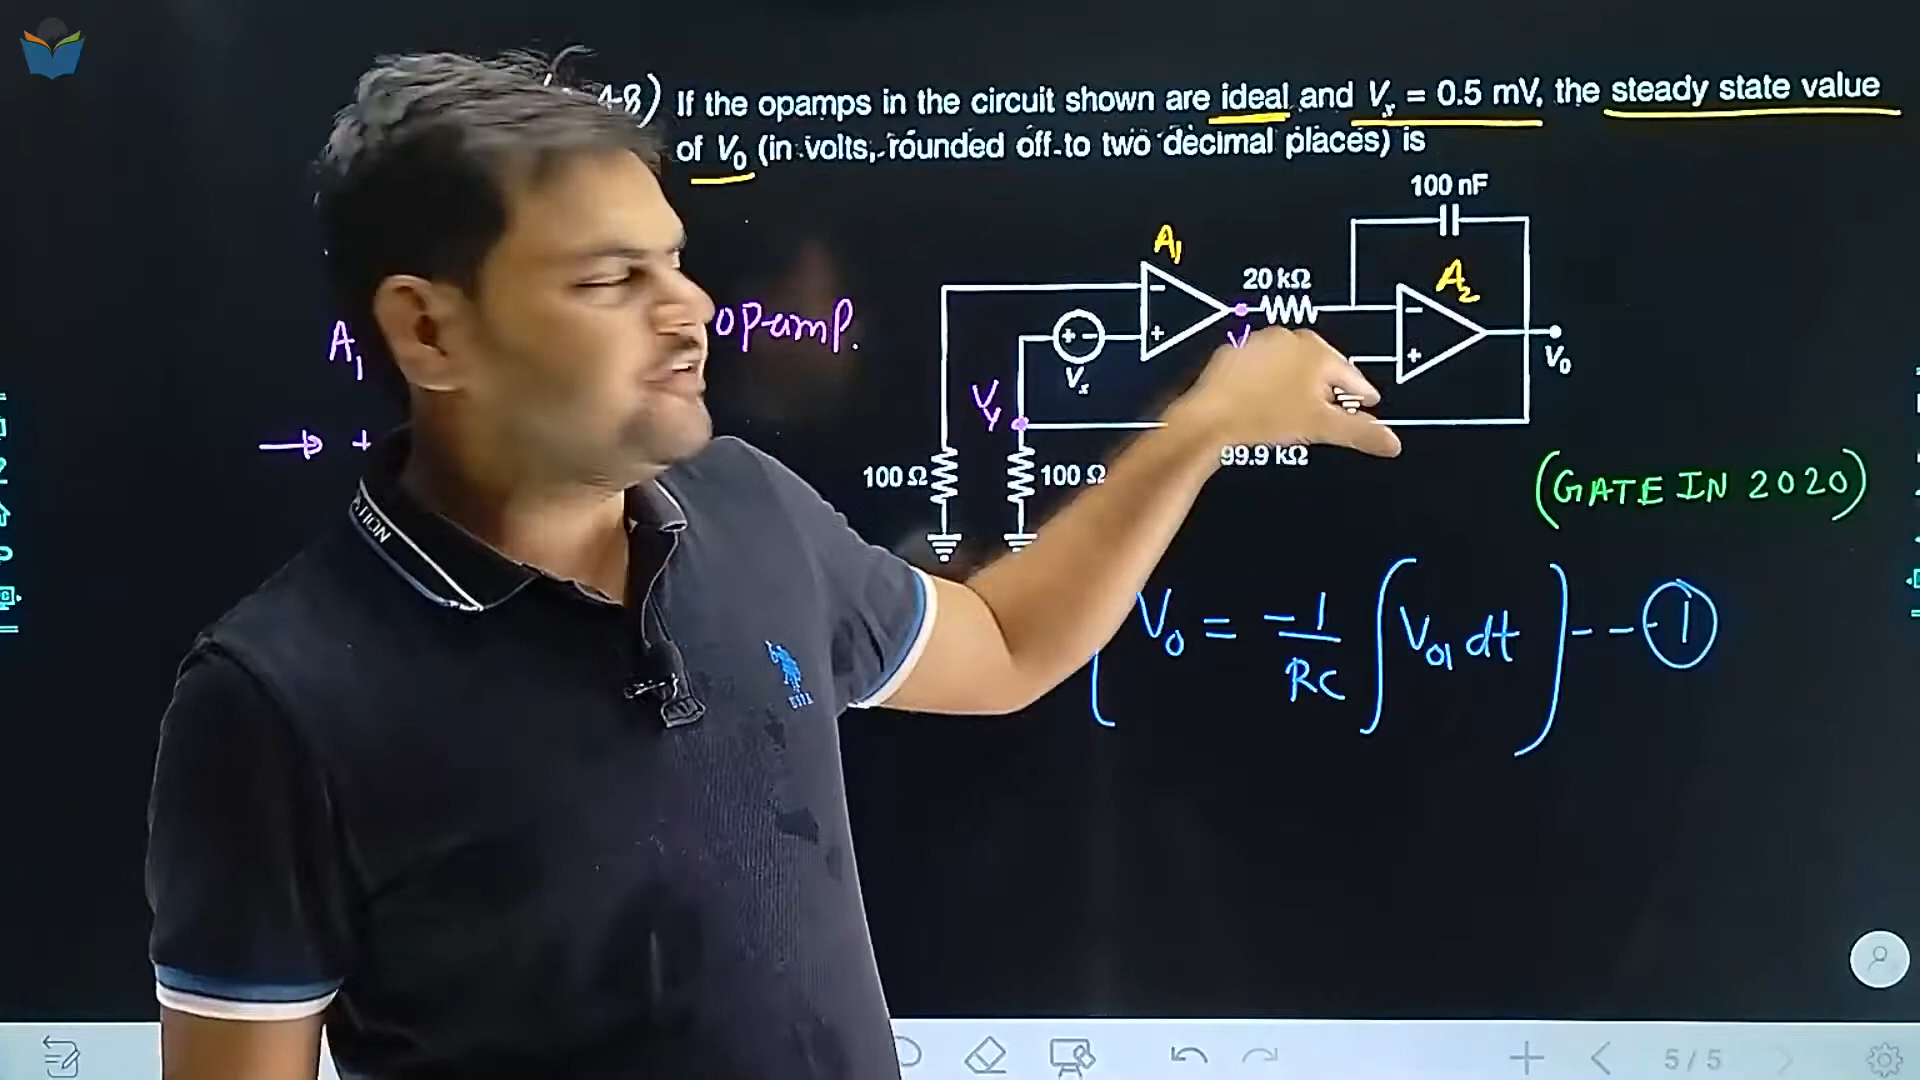 48) If the opamps in the circuit shown are ideal and Vx = 0.5 mV, the steady state value
of V0 (in volts, rounded off to two decimal places) is
100 nF
A1
20 kΩ
A2
opamp.
A1
V
Vx
V0
Vy
→ +
99.9 kΩ
100 Ω
100 Ω
(GATE IN 2020)
V0 = -1/RC ∫ V01 dt --①
5 / 5